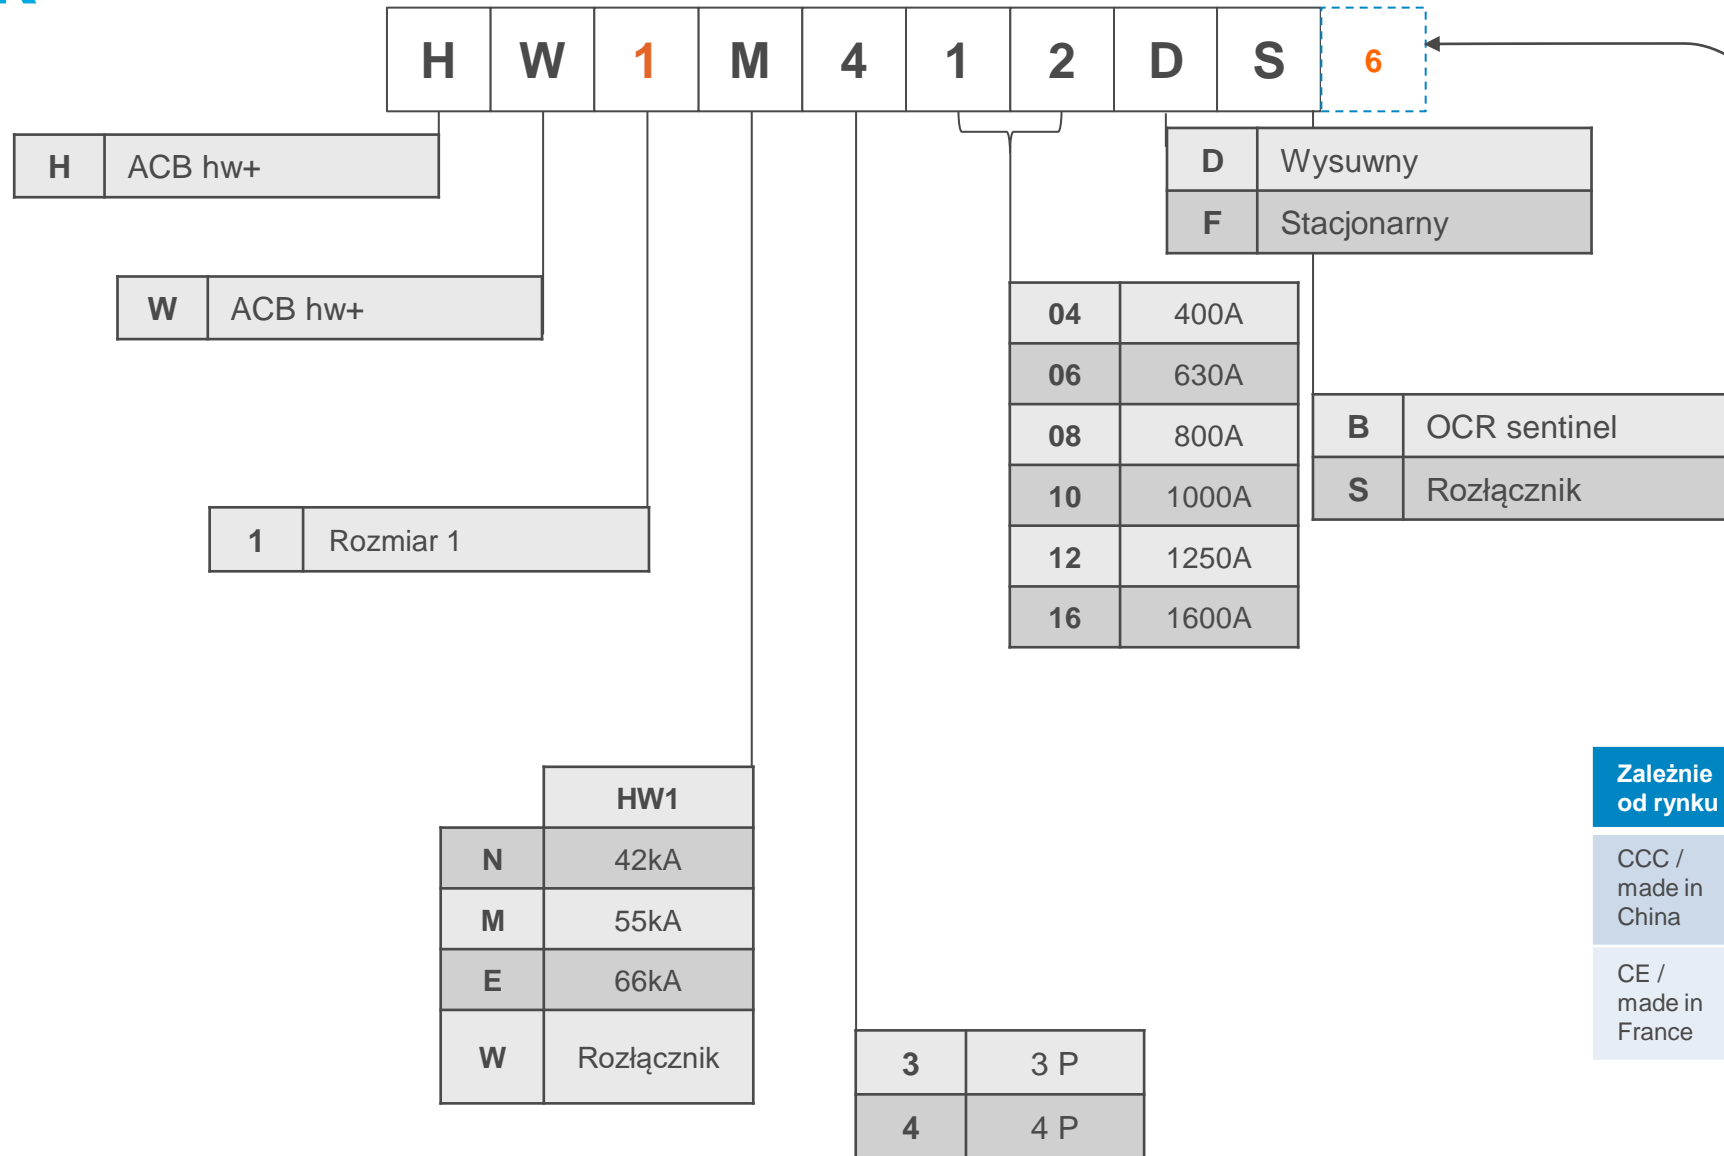 H W 1 M 4 1 2 D S 6
H ACB hw+
D Wysuwny
F Stacjonarny
W ACB hw+
04 400A
06 630A
08 800A
10 1000A
12 1250A
16 1600A
B OCR sentinel
S Rozłącznik
1 Rozmiar 1
HW1
N 42kA
M 55kA
E 66kA
W Rozłącznik
3 3 P
4 4 P
Zależnie
od rynku
CCC /
made in
China
CE /
made in
France